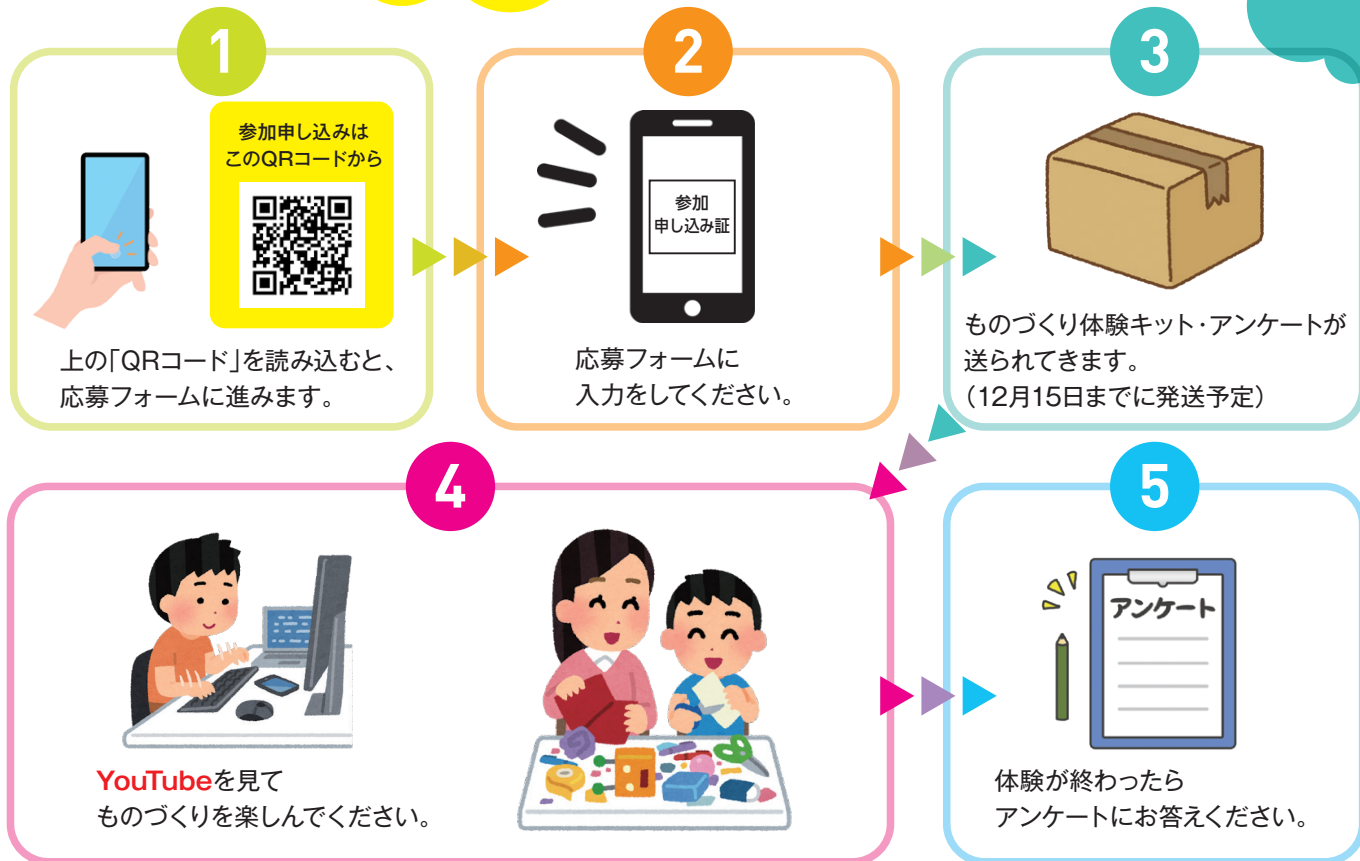 1
参加申し込みは
このQRコードから
上の「QRコード」を読み込むと、
応募フォームに進みます。
2
参加
申し込み証
応募フォームに
入力をしてください。
3
ものづくり体験キット・アンケートが
送られてきます。
（12月15日までに発送予定）
4
YouTubeを見て
ものづくりを楽しんでください。
5
アンケート
体験が終わったら
アンケートにお答えください。